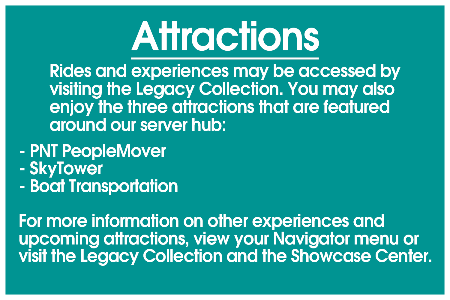 Attractions
Rides and experiences may be accessed by
visiting the Legacy Collection. You may also
enjoy the three attractions that are featured
around our server hub:
- PNT PeopleMover
- SkyTower
- Boat Transportation
For more information on other experiences and
upcoming attractions, view your Navigator menu or
visit the Legacy Collection and the Showcase Center.